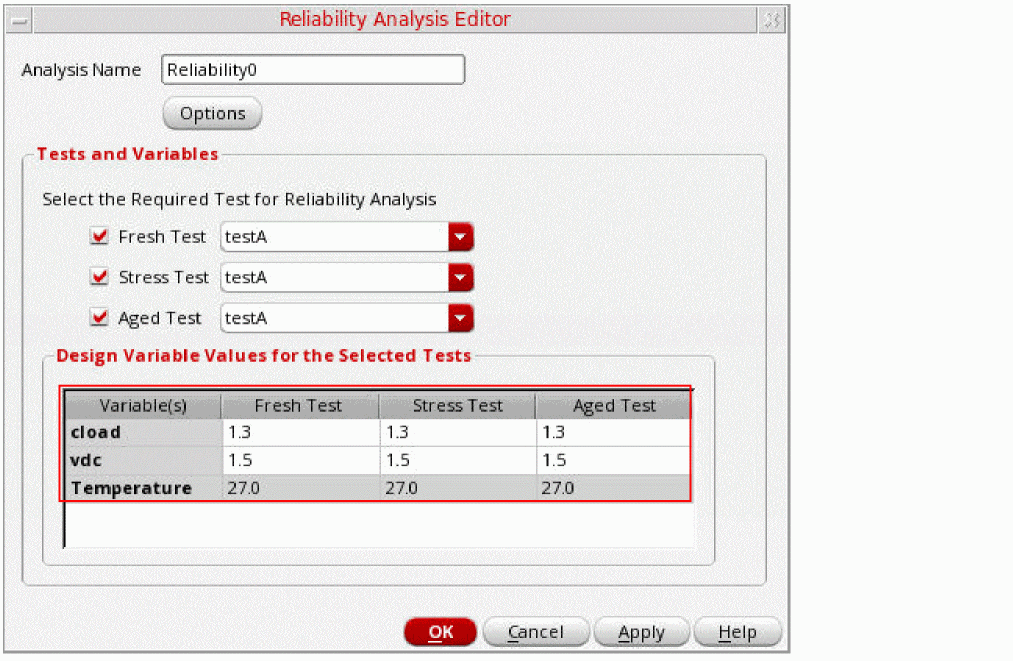 Reliability Analysis Editor
Analysis Name Reliability0
Options
Tests and Variables
Select the Required Test for Reliability Analysis
Fresh Test testA
Stress Test testA
Aged Test testA
Design Variable Values for the Selected Tests
Variable(s) Fresh Test Stress Test Aged Test
cload 1.3 1.3 1.3
vdc 1.5 1.5 1.5
Temperature 27.0 27.0 27.0
OK Cancel Apply Help